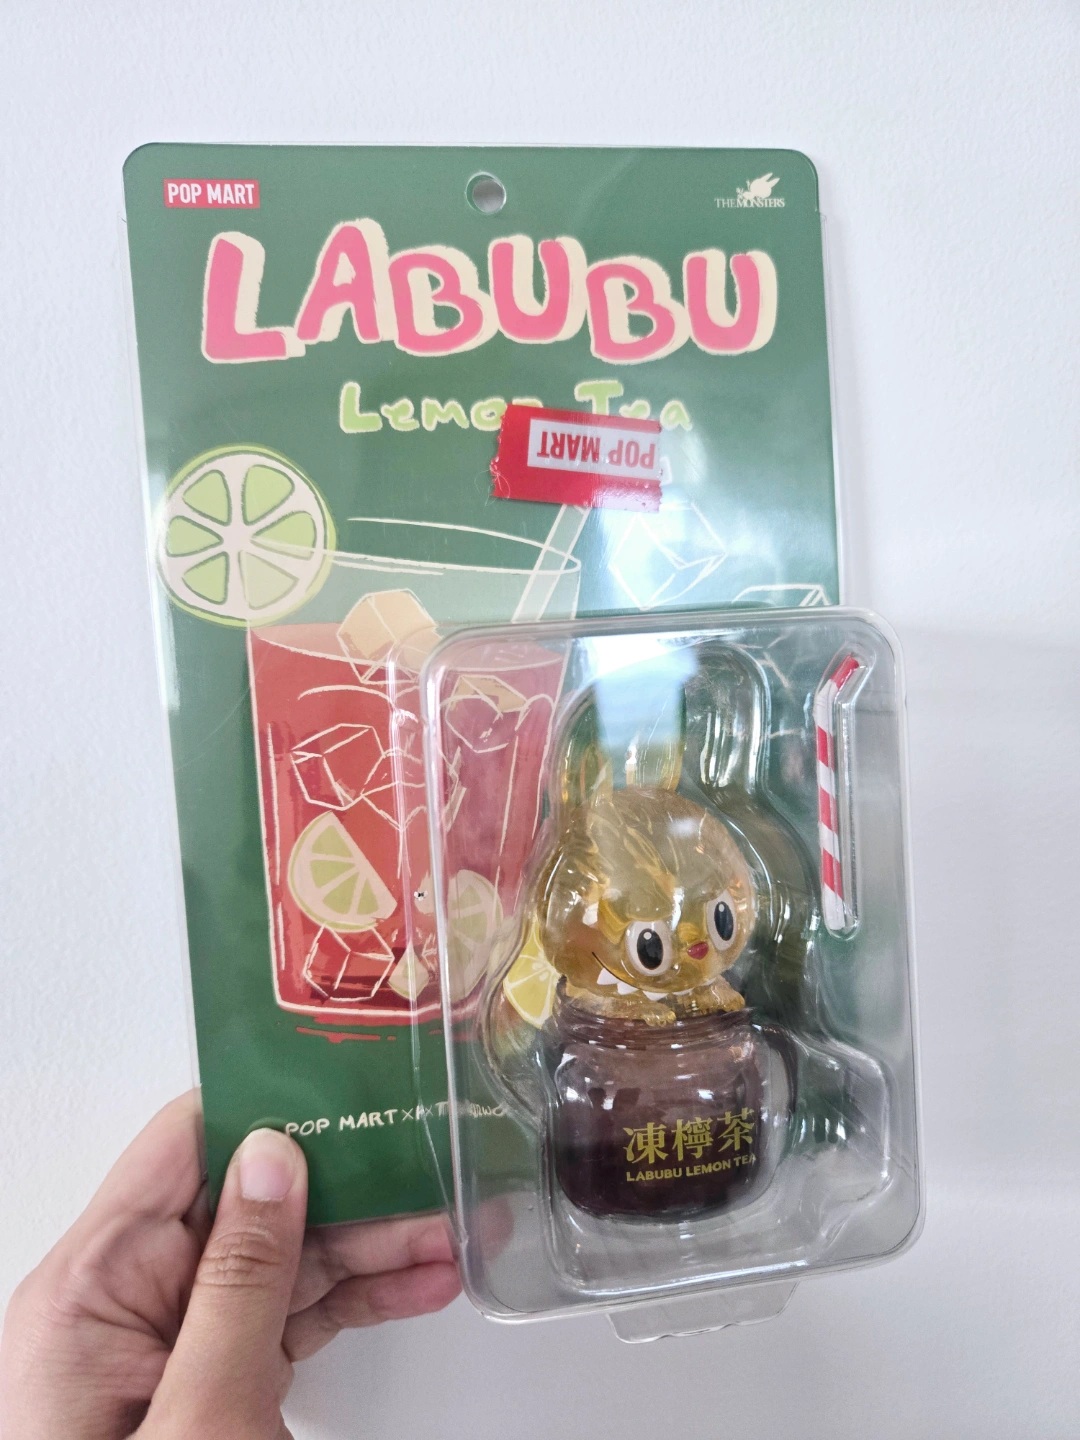 POP MART
THE MONSTERS
LABUBU
Lemon Tea
POP MART
POP MART ×
凍檸茶
LABUBU LEMON TEA